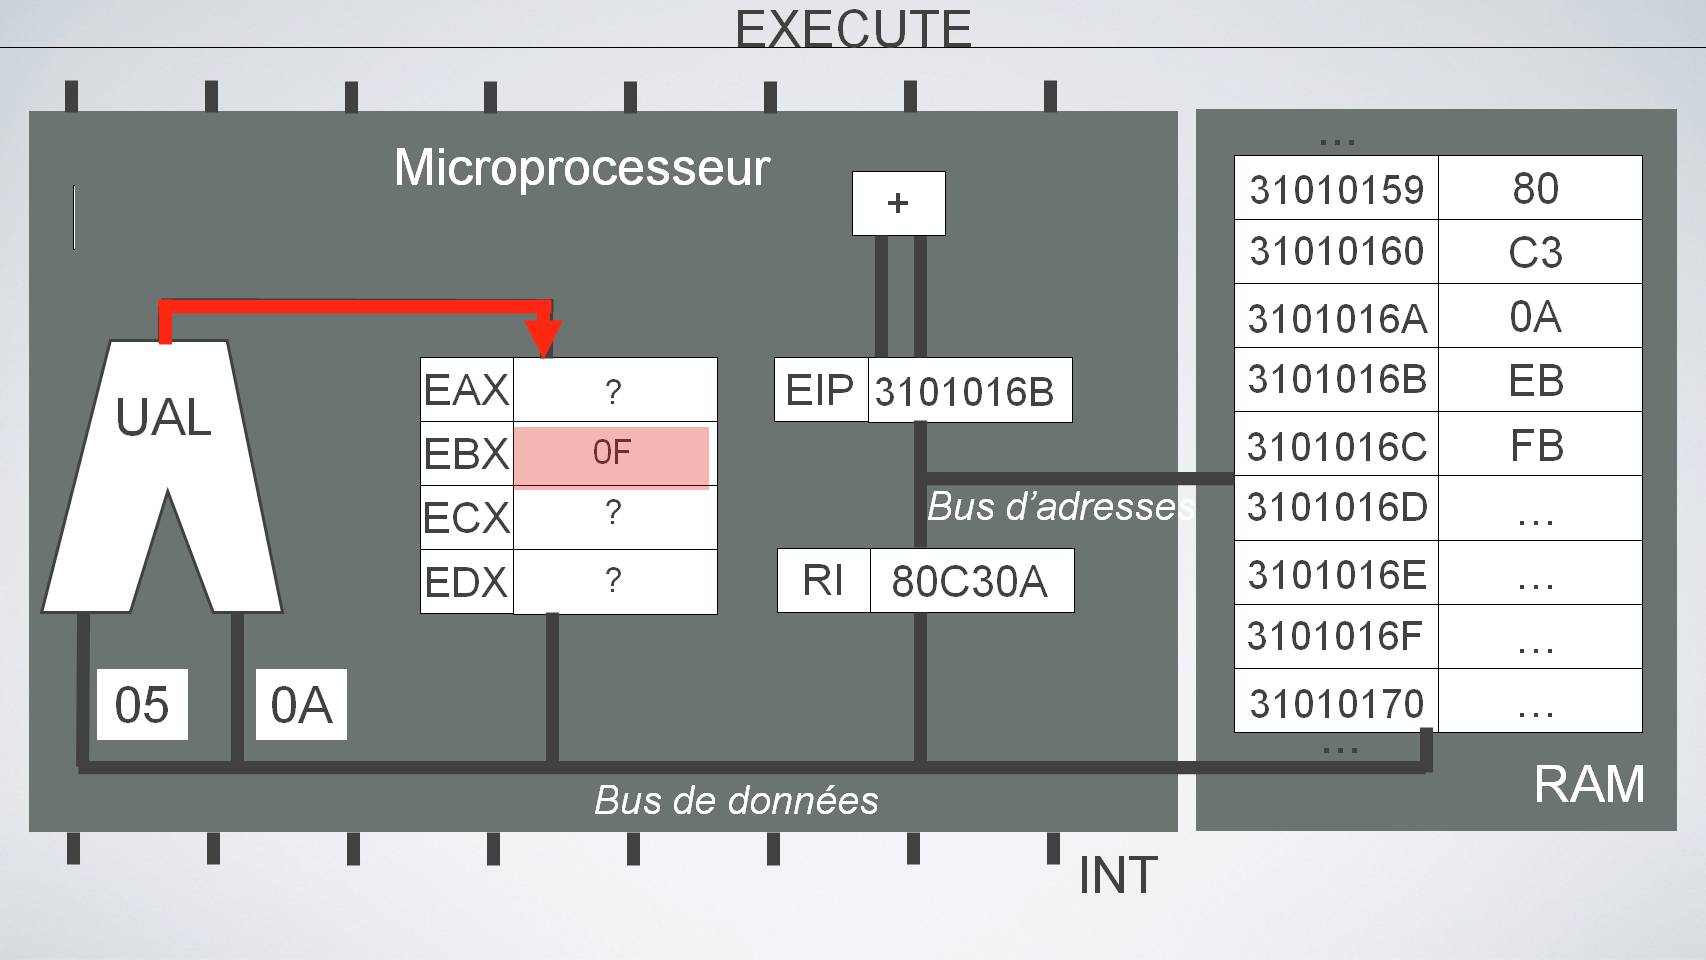 EXECUTE
Microprocesseur
+
UAL
05
0A
EAX ?
EBX 0F
ECX ?
EDX ?
EIP 3101016B
Bus d’adresses
RI 80C30A
Bus de données
INT
…
31010159 80
31010160 C3
3101016A 0A
3101016B EB
3101016C FB
3101016D …
3101016E …
3101016F …
31010170 …
…
RAM